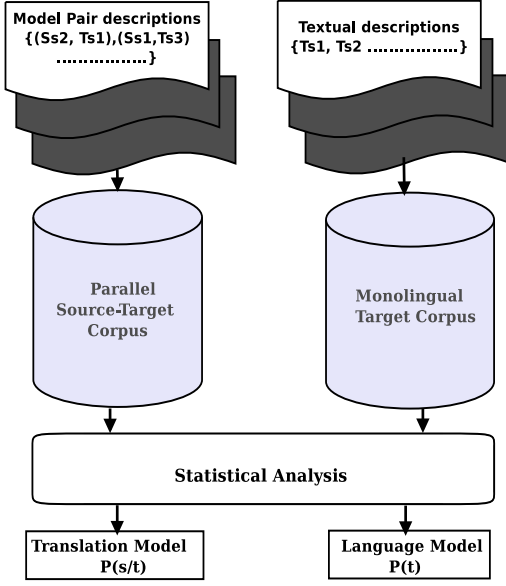 Model Pair descriptions
{(Ss2, Ts1),(Ss1,Ts3)
..................}
Textual descriptions
{Ts1, Ts2 ..................}
Parallel
Source-Target
Corpus
Monolingual
Target Corpus
Statistical Analysis
Translation Model
P(s/t)
Language Model
P(t)